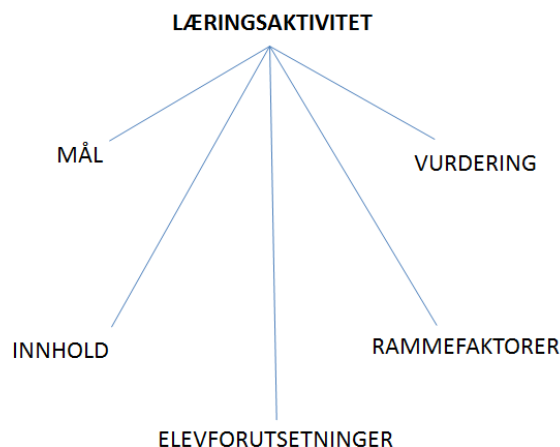 LÆRINGSAKTIVITET
MÅL
VURDERING
INNHOLD
RAMMEFAKTORER
ELEVFORUTSETNINGER